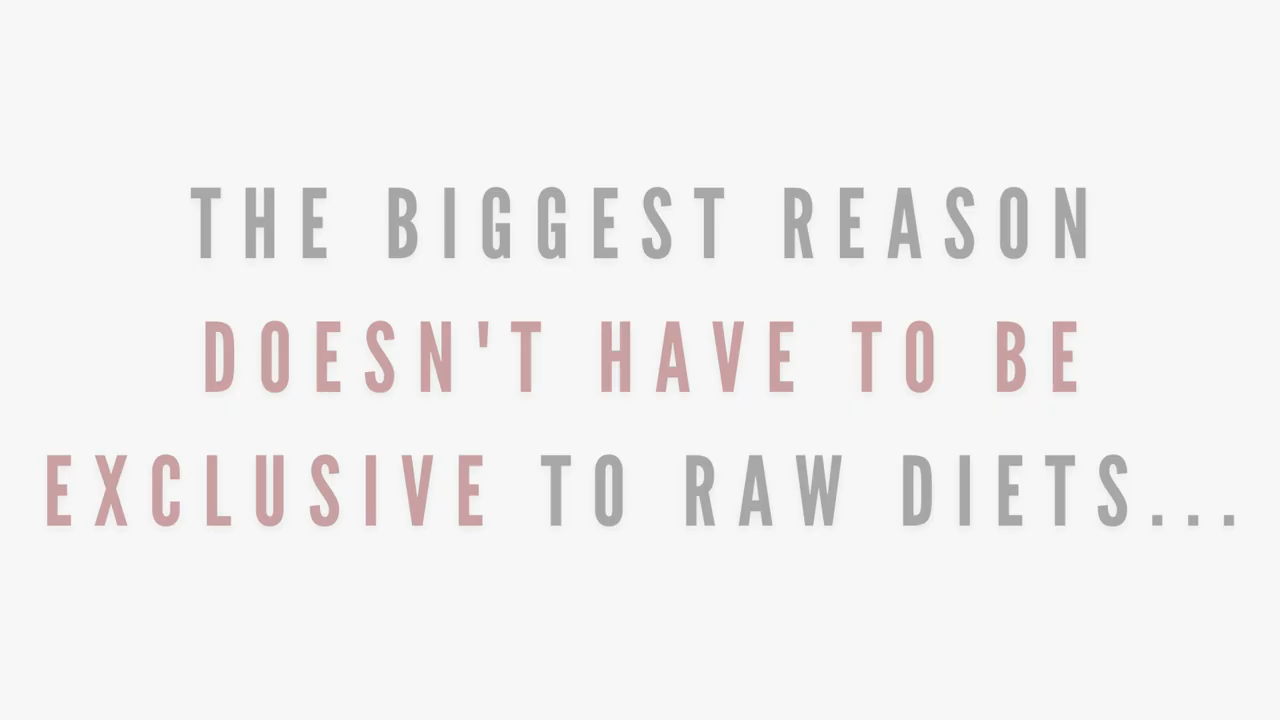 THE BIGGEST REASON
DOESN'T HAVE TO BE
EXCLUSIVE TO RAW DIETS...